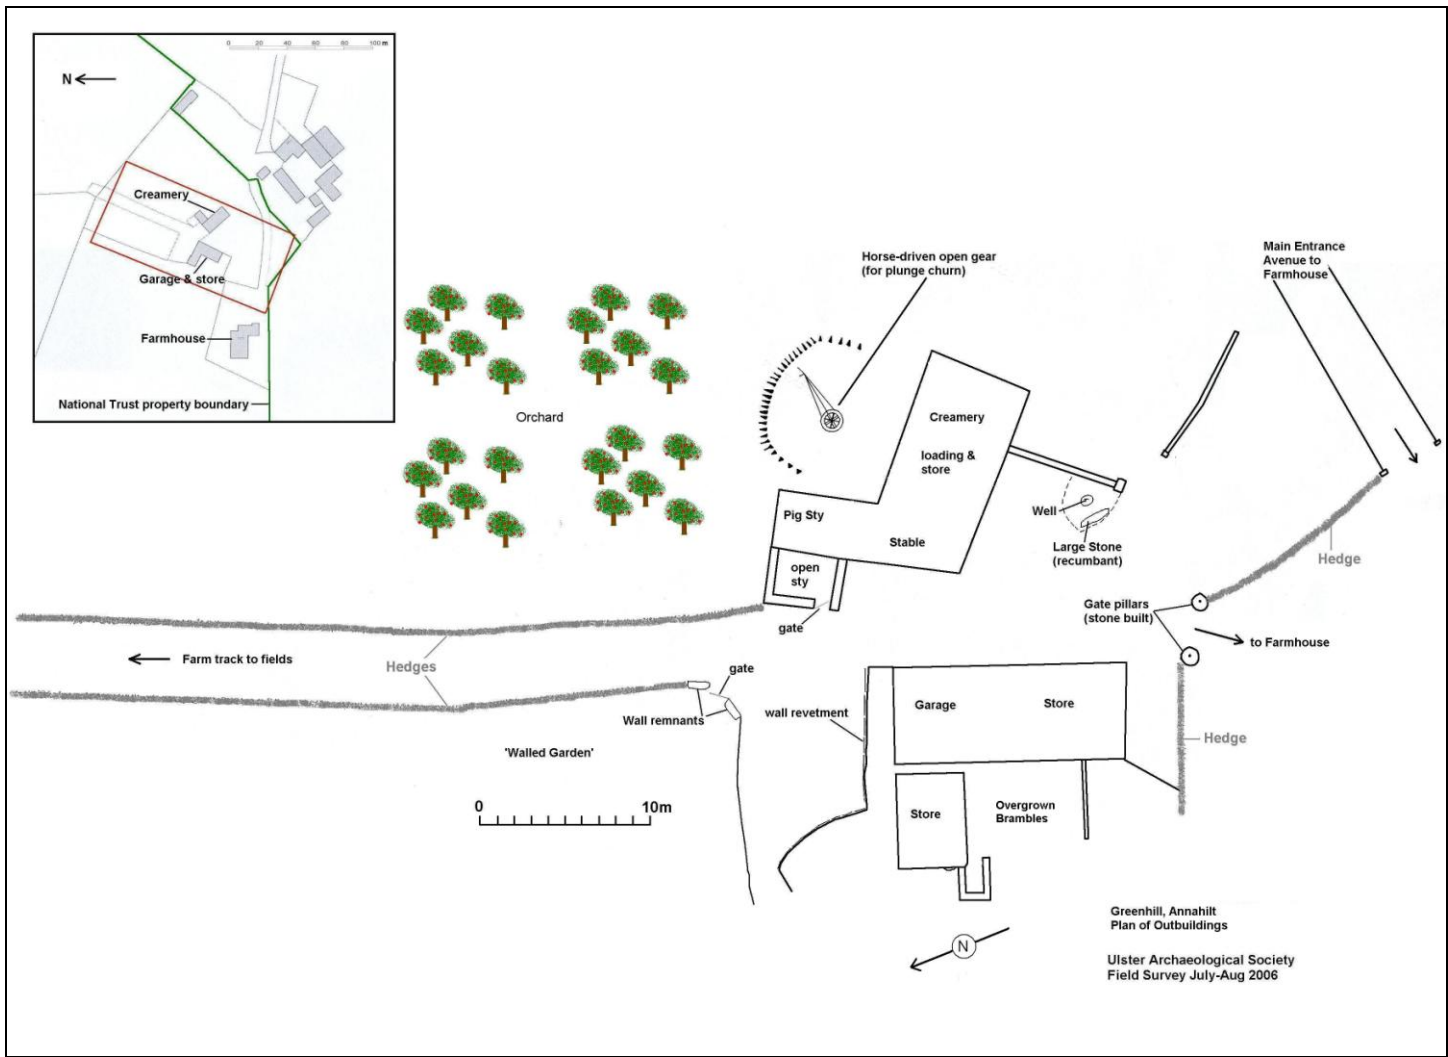 0 20 40 60 80 100 m
N
Creamery
Garage & store
Farmhouse
National Trust property boundary
Orchard
Horse-driven open gear
(for plunge churn)
Main Entrance
Avenue to
Farmhouse
Creamery
loading &
store
Pig Sty
Stable
open
sty
gate
Well
Large Stone
(recumbant)
Hedge
Gate pillars
(stone built)
to Farmhouse
Farm track to fields
Hedges
gate
Wall remnants
wall revetment
'Walled Garden'
Garage
Store
Hedge
0 10m
Store
Overgrown
Brambles
N
Greenhill, Annahilt
Plan of Outbuildings
Ulster Archaeological Society
Field Survey July-Aug 2006